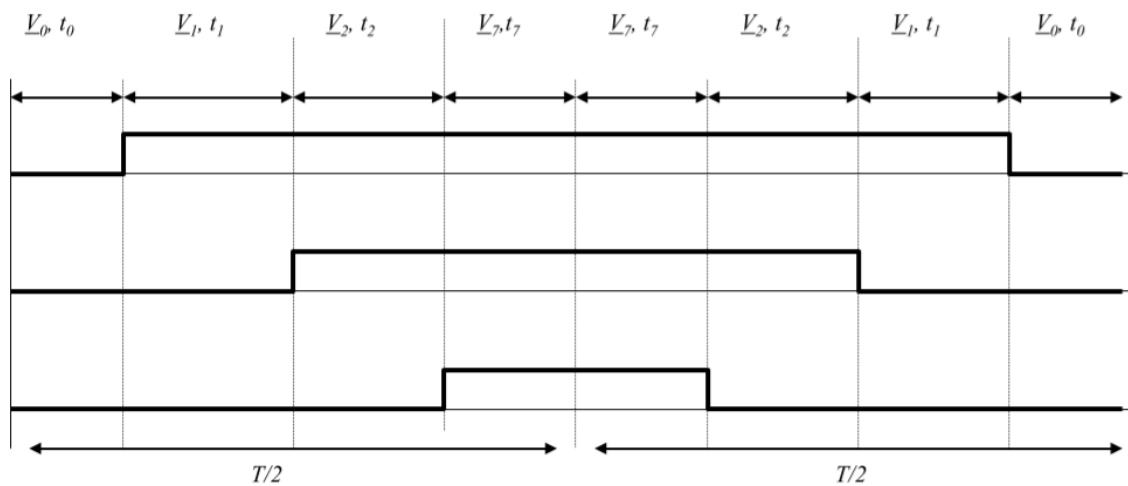 V0, t0 V1, t1 V2, t2 V7,t7 V7, t7 V2, t2 V1, t1 V0, t0
T/2 T/2